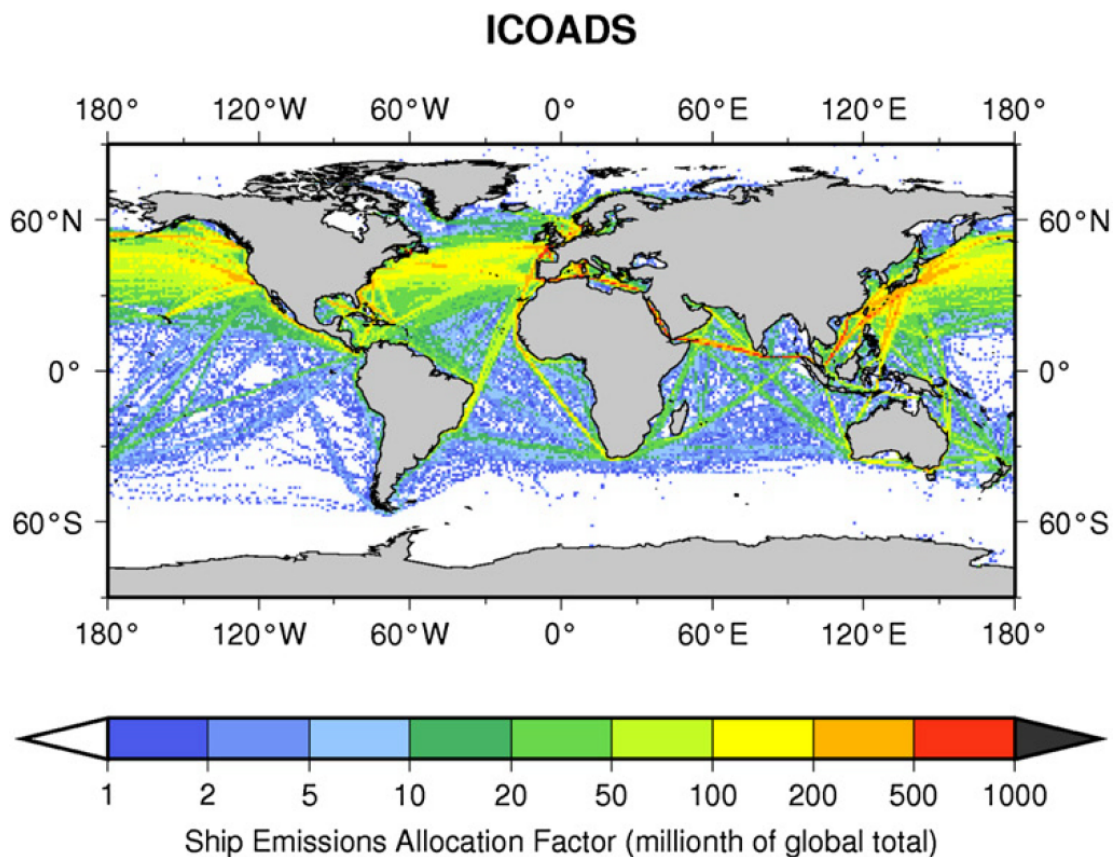 ICOADS
180° 120°W 60°W 0° 60°E 120°E 180°
60°N 60°N
0° 0°
60°S 60°S
180° 120°W 60°W 0° 60°E 120°E 180°
1 2 5 10 20 50 100 200 500 1000
Ship Emissions Allocation Factor (millionth of global total)